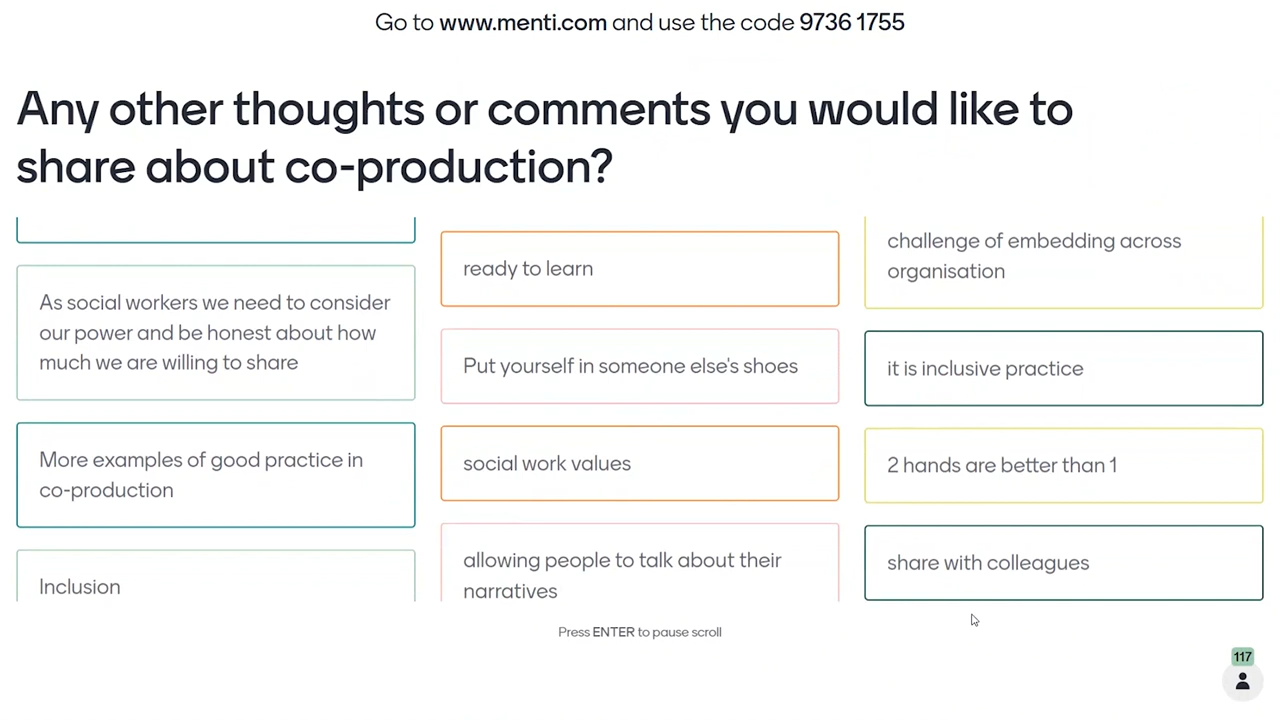 Go to www.menti.com and use the code 9736 1755
Any other thoughts or comments you would like to
share about co-production?
As social workers we need to consider
our power and be honest about how
much we are willing to share
More examples of good practice in
co-production
Inclusion
ready to learn
Put yourself in someone else's shoes
social work values
allowing people to talk about their
narratives
challenge of embedding across
organisation
it is inclusive practice
2 hands are better than 1
share with colleagues
Press ENTER to pause scroll
117